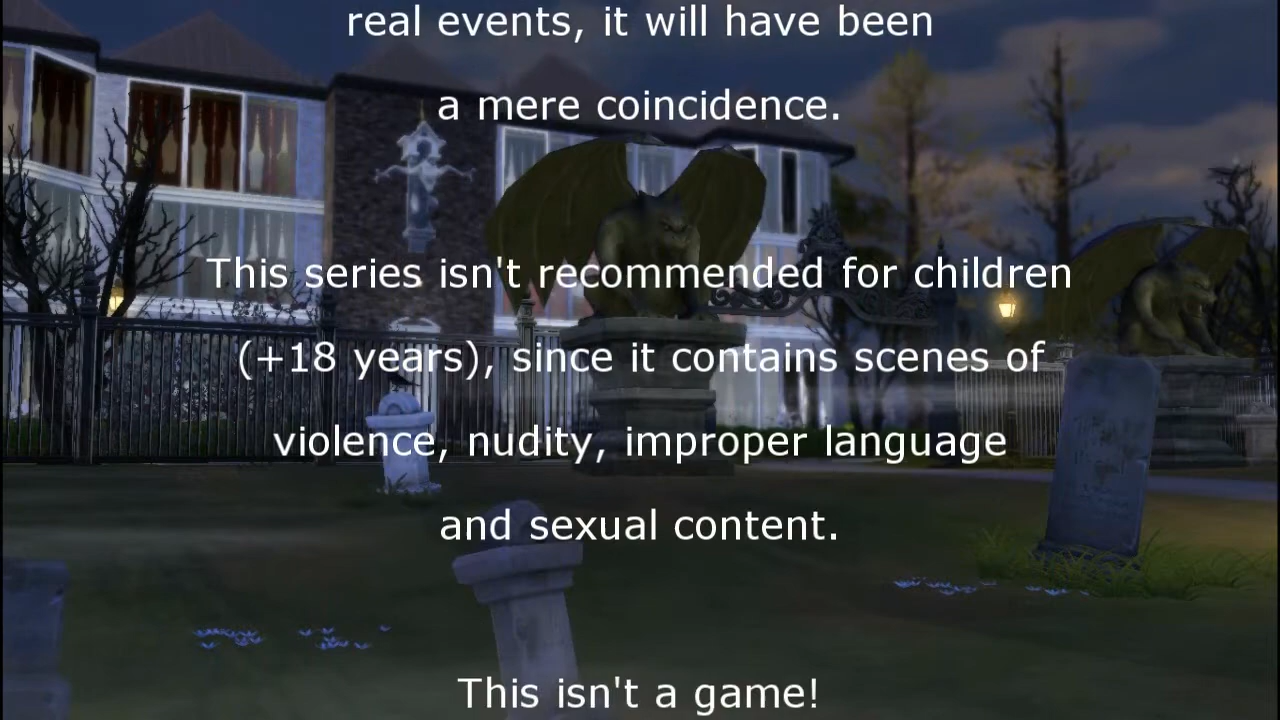 real events, it will have been
a mere coincidence.
This series isn't recommended for children
(+18 years), since it contains scenes of
violence, nudity, improper language
and sexual content.
This isn't a game!